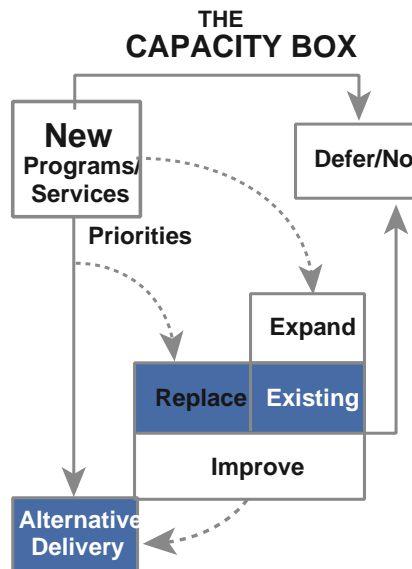 THE
CAPACITY BOX
New
Programs/
Services
Defer/No
Priorities
Expand
Replace
Existing
Improve
Alternative
Delivery